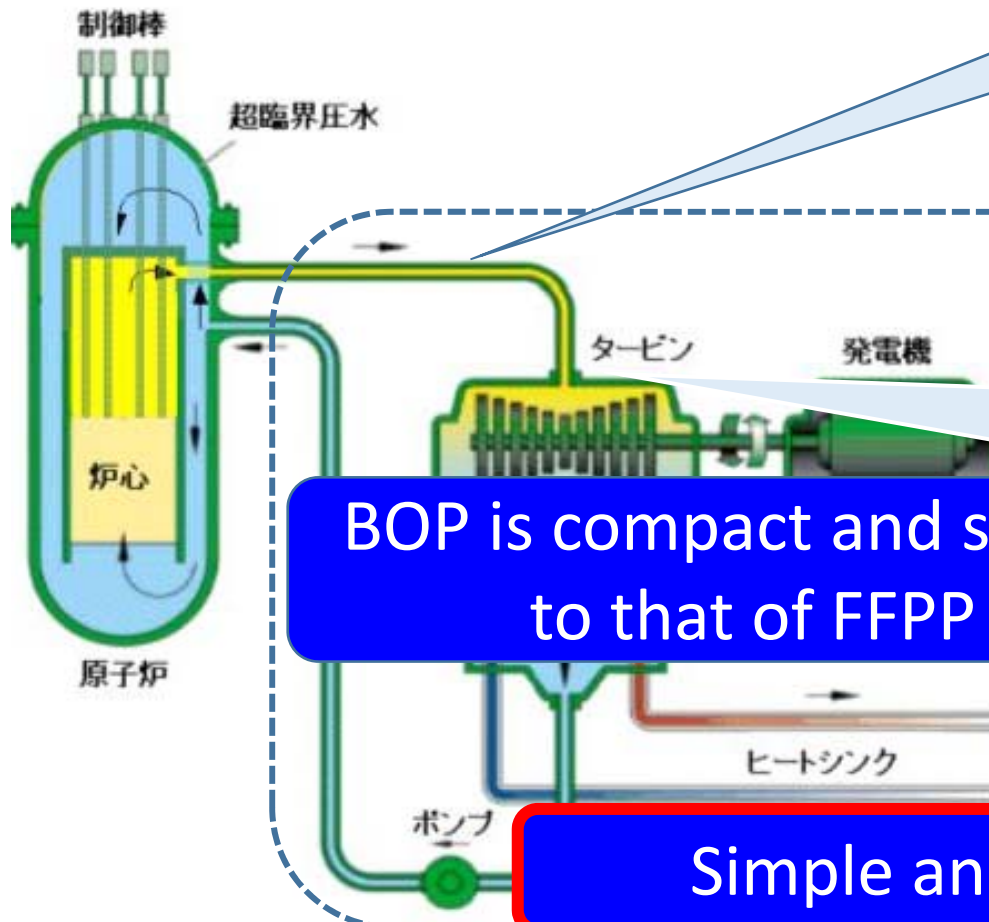 制御棒
超臨界圧水
タービン
発電機
炉心
BOP is compact and s
to that of FFPP
原子炉
ヒートシンク
ポンプ
Simple an